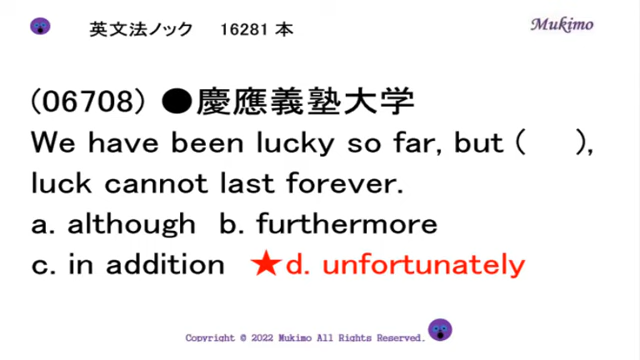 英文法ノック 16281 本 Mukimo
(06708) ●慶應義塾大学
We have been lucky so far, but ( ),
luck cannot last forever.
a. although b. furthermore
c. in addition ★d. unfortunately
Copyright @ 2022 Mukimo All Rights Reserved.